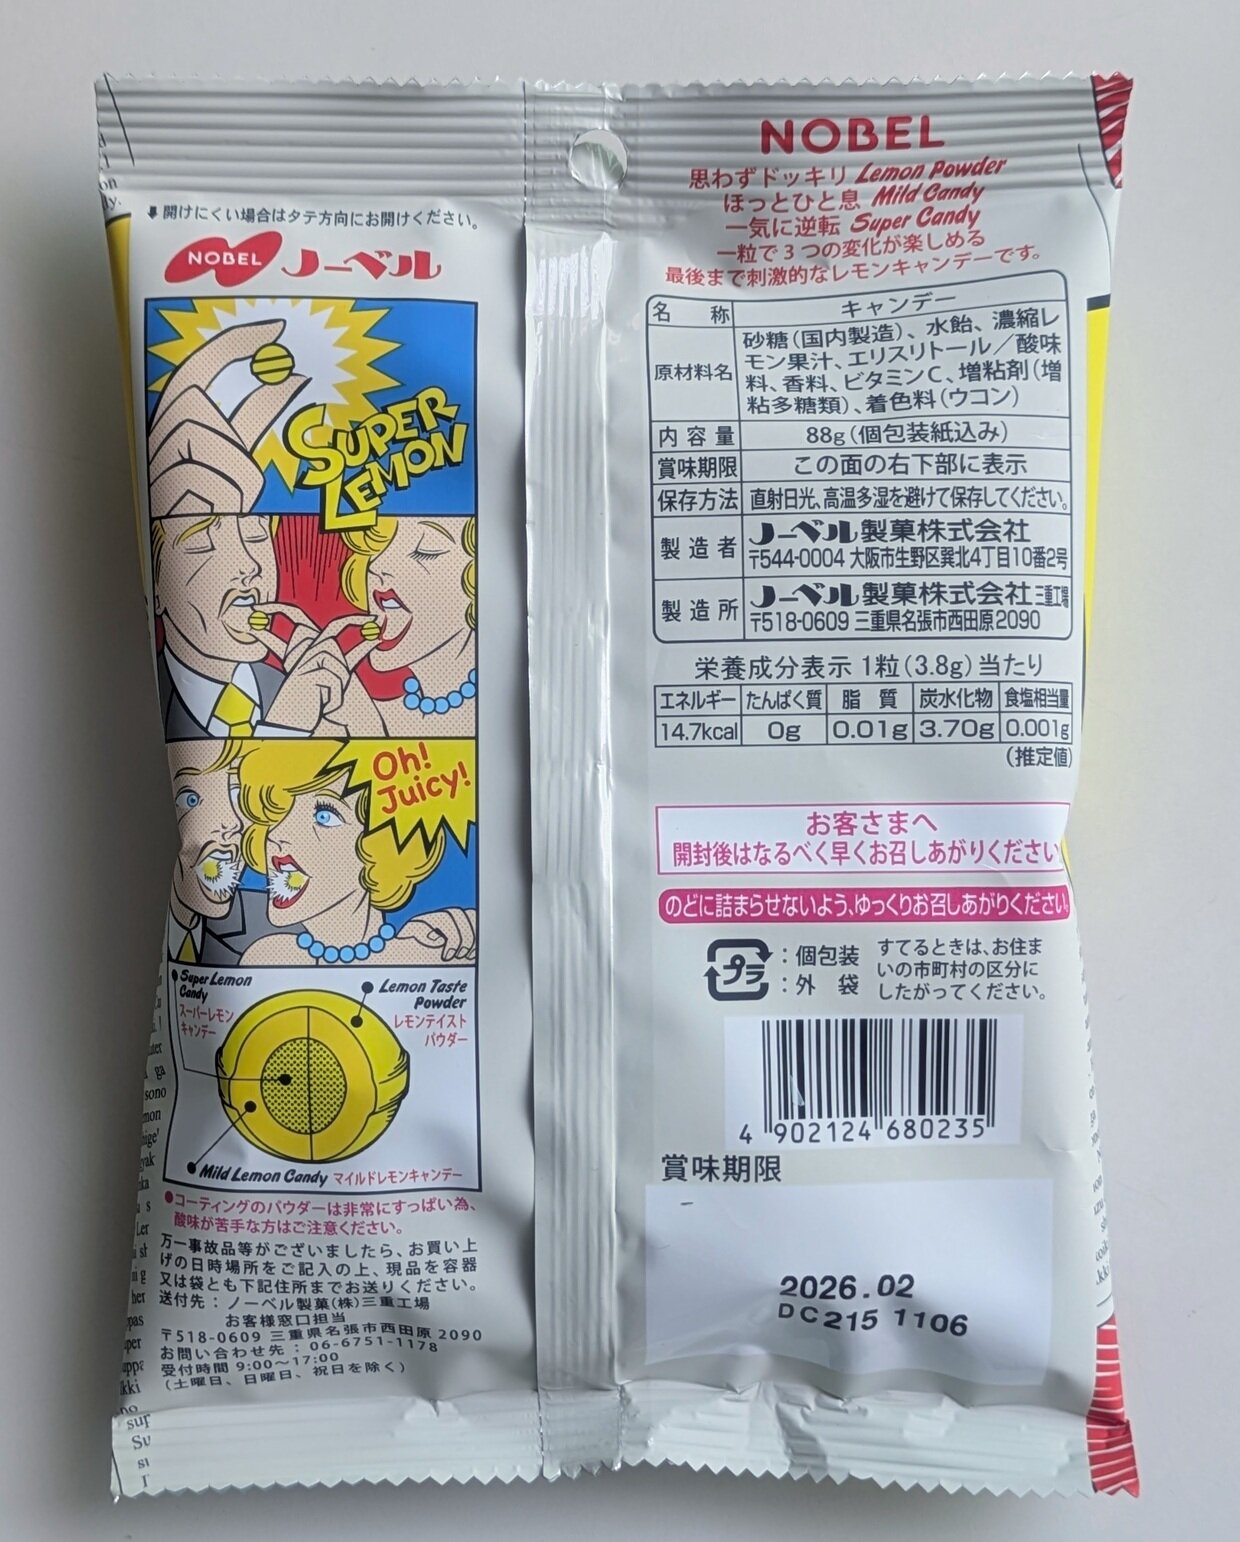 ⬇開けにくい場合はタテ方向にお開けください。
NOBEL ノーベル
SUPER
LEMON
Oh!
Juicy!
Super Lemon
Candy
スーパーレモン
キャンデー
Lemon Taste
Powder
レモンテイスト
パウダー
Mild Lemon Candy マイルドレモンキャンデー
●コーティングのパウダーは非常にすっぱい為、
酸味が苦手な方はご注意ください。
万一事故品等がございましたら、お買い上
げの日時場所をご記入の上、現品を容器
又は袋とも下記住所までお送りください。
送付先：ノーベル製菓(株)三重工場
お客様窓口担当
〒518-0609 三重県名張市西田原2090
お問い合わせ先：06-6751-1178
受付時間 9:00～17:00
(土曜日、日曜日、祝日を除く)
NOBEL
思わずドッキリ Lemon Powder
ほっとひと息 Mild Candy
一気に逆転 Super Candy
一粒で3つの変化が楽しめる
最後まで刺激的なレモンキャンデーです。
名称 キャンデー
原材料名 砂糖(国内製造)、水飴、濃縮レ
モン果汁、エリスリトール／酸味
料、香料、ビタミンC、増粘剤(増
粘多糖類)、着色料(ウコン)
内容量 88g(個包装紙込み)
賞味期限 この面の右下部に表示
保存方法 直射日光、高温多湿を避けて保存してください。
製造者 ノーベル製菓株式会社
〒544-0004 大阪市生野区巽北4丁目10番2号
製造所 ノーベル製菓株式会社三重工場
〒518-0609 三重県名張市西田原2090
栄養成分表示 1粒(3.8g)当たり
エネルギー たんぱく質 脂質 炭水化物 食塩相当量
14.7kcal 0g 0.01g 3.70g 0.001g
(推定値)
お客さまへ
開封後はなるべく早くお召しあがりください
のどに詰まらせないよう、ゆっくりお召しあがりください。
プラ
：個包装
：外袋
すてるときは、お住ま
いの市町村の区分に
したがってください。
4 902124 680235
賞味期限
2026.02
DC215 1106